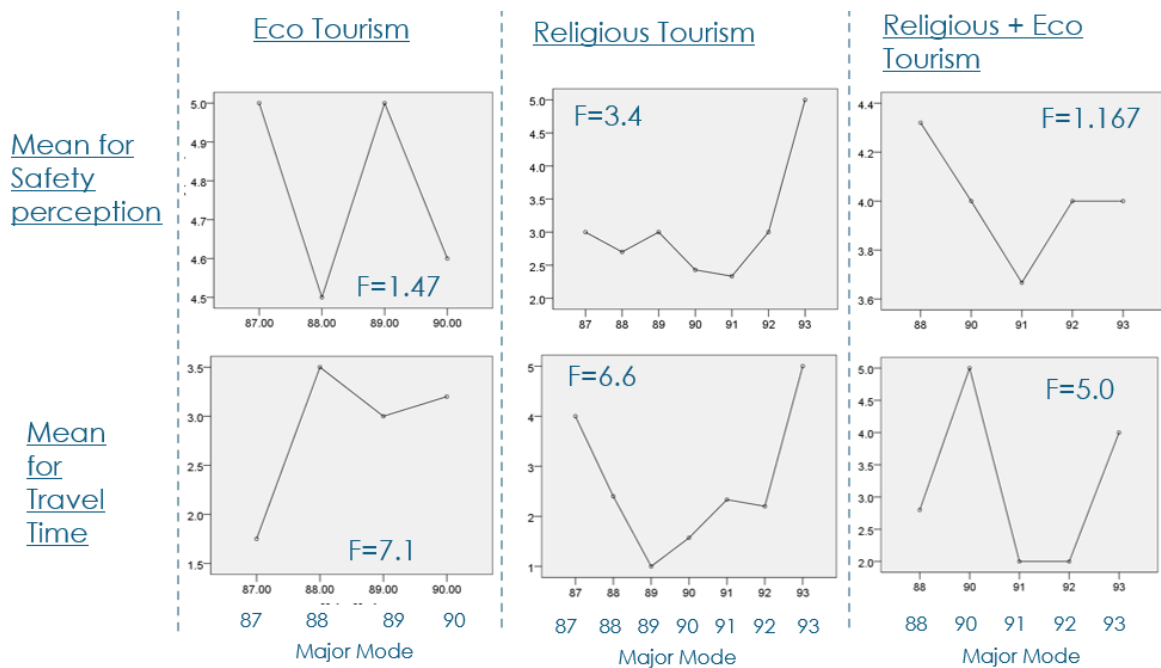 Eco Tourism
Religious Tourism
Religious + Eco
Tourism
Mean for
Safety
perception
5.0
4.9
4.8
4.7
4.6
4.5
F=1.47
87.00 88.00 89.00 90.00
F=3.4
5.0
4.5
4.0
3.5
3.0
2.5
2.0
87 88 89 90 91 92 93
F=1.167
4.4
4.2
4.0
3.8
3.6
88 90 91 92 93
Mean
for
Travel
Time
3.5
3.0
2.5
2.0
1.5
F=7.1
87.00 88.00 89.00 90.00
87 88 89 90
Major Mode
F=6.6
5
4
3
2
1
87 88 89 90 91 92 93
87 88 89 90 91 92 93
Major Mode
F=5.0
5.0
4.5
4.0
3.5
3.0
2.5
2.0
88 90 91 92 93
88 90 91 92 93
Major Mode